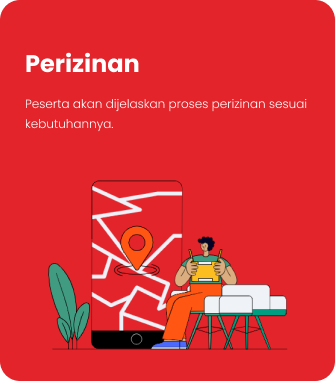 Perizinan
Peserta akan dijelaskan proses perizinan sesuai
kebutuhannya.